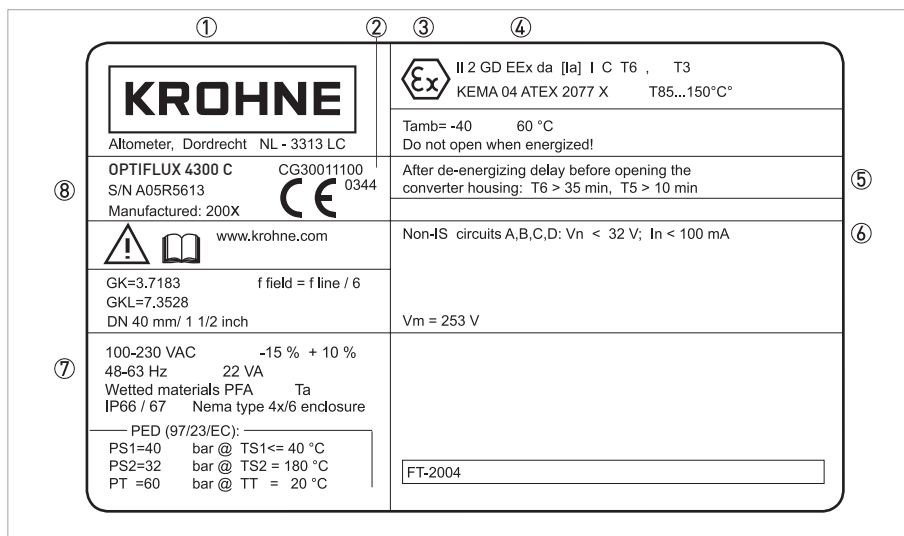 ① ② ③ ④
KROHNE
Altometer, Dordrecht NL - 3313 LC
II 2 GD EEx da [Ia] I C T6 , T3
KEMA 04 ATEX 2077 X T85...150°C°
Tamb= -40 60 °C
Do not open when energized!
⑧
OPTIFLUX 4300 C CG30011100
S/N A05R5613 CE 0344
Manufactured: 200X
After de-energizing delay before opening the
converter housing: T6 > 35 min, T5 > 10 min
⑤
www.krohne.com
Non-IS circuits A,B,C,D: Vn < 32 V; In < 100 mA
⑥
GK=3.7183 f field = f line / 6
GKL=7.3528
DN 40 mm/ 1 1/2 inch
Vm = 253 V
⑦
100-230 VAC -15 % + 10 %
48-63 Hz 22 VA
Wetted materials PFA Ta
IP66 / 67 Nema type 4x/6 enclosure
PED (97/23/EC):
PS1=40 bar @ TS1<= 40 °C
PS2=32 bar @ TS2 = 180 °C
PT =60 bar @ TT = 20 °C
FT-2004